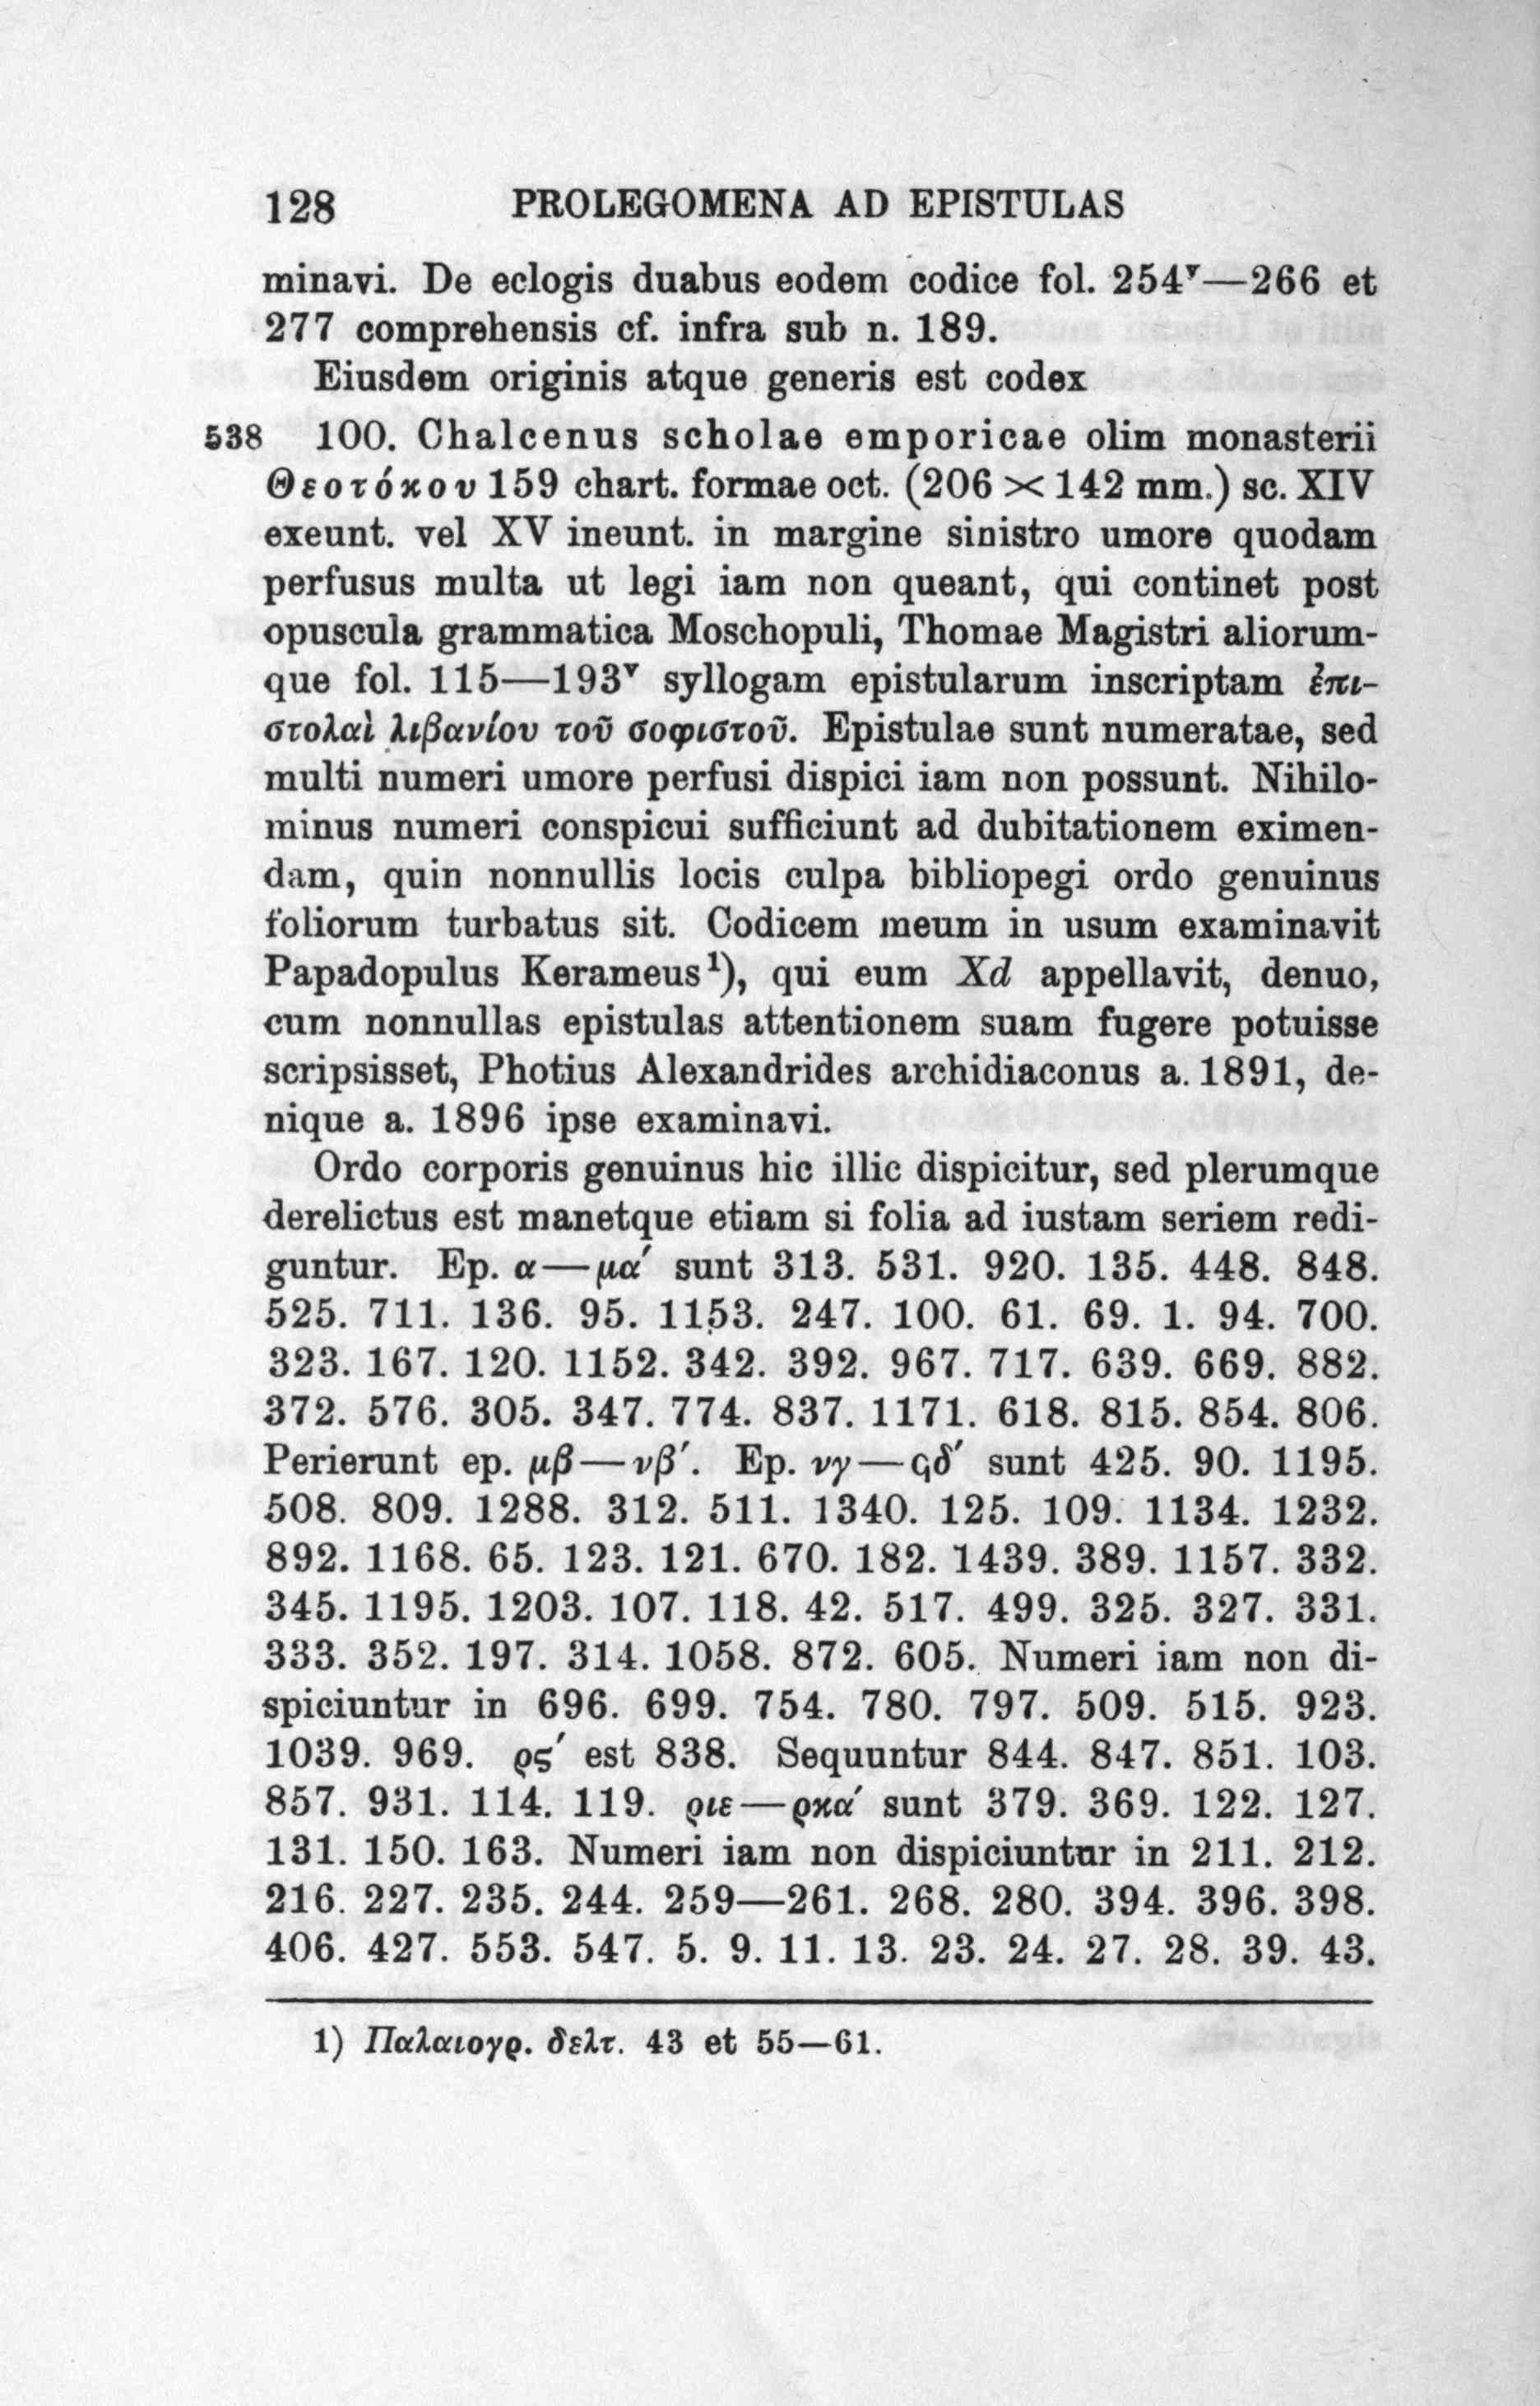 128 PROLEGOMENA AD EPISTULAS
minavi. De eclogis duabus eodem codice fol. 254ᵛ—266 et
277 comprehensis cf. infra sub n. 189.
Eiusdem originis atque generis est codex
538 100. Chalcenus scholae emporicae olim monasterii
Θεοτόκου 159 chart. formae oct. (206 × 142 mm.) sc. XIV
exeunt. vel XV ineunt. in margine sinistro umore quodam
perfusus multa ut legi iam non queant, qui continet post
opuscula grammatica Moschopuli, Thomae Magistri aliorum-
que fol. 115—193ᵛ syllogam epistularum inscriptam ἐπι-
στολαὶ λιβανίου τοῦ σοφιστοῦ. Epistulae sunt numeratae, sed
multi numeri umore perfusi dispici iam non possunt. Nihilo-
minus numeri conspicui sufficiunt ad dubitationem eximen-
dam, quin nonnullis locis culpa bibliopegi ordo genuinus
foliorum turbatus sit. Codicem meum in usum examinavit
Papadopulus Kerameus¹), qui eum Xd appellavit, denuo,
cum nonnullas epistulas attentionem suam fugere potuisse
scripsisset, Photius Alexandrides archidiaconus a. 1891, de-
nique a. 1896 ipse examinavi.
Ordo corporis genuinus hic illic dispicitur, sed plerumque
derelictus est manetque etiam si folia ad iustam seriem redi-
guntur. Ep. α—μα′ sunt 313. 531. 920. 135. 448. 848.
525. 711. 136. 95. 1153. 247. 100. 61. 69. 1. 94. 700.
323. 167. 120. 1152. 342. 392. 967. 717. 639. 669. 882.
372. 576. 305. 347. 774. 837. 1171. 618. 815. 854. 806.
Perierunt ep. μβ—νβ′. Ep. νγ—ϙδ′ sunt 425. 90. 1195.
508. 809. 1288. 312. 511. 1340. 125. 109. 1134. 1232.
892. 1168. 65. 123. 121. 670. 182. 1439. 389. 1157. 332.
345. 1195. 1203. 107. 118. 42. 517. 499. 325. 327. 331.
333. 352. 197. 314. 1058. 872. 605. Numeri iam non di-
spiciuntur in 696. 699. 754. 780. 797. 509. 515. 923.
1039. 969. ρς′ est 838. Sequuntur 844. 847. 851. 103.
857. 931. 114. 119. ριε—ρκα′ sunt 379. 369. 122. 127.
131. 150. 163. Numeri iam non dispiciuntur in 211. 212.
216. 227. 235. 244. 259—261. 268. 280. 394. 396. 398.
406. 427. 553. 547. 5. 9. 11. 13. 23. 24. 27. 28. 39. 43.
1) Παλαιογρ. δελτ. 43 et 55—61.